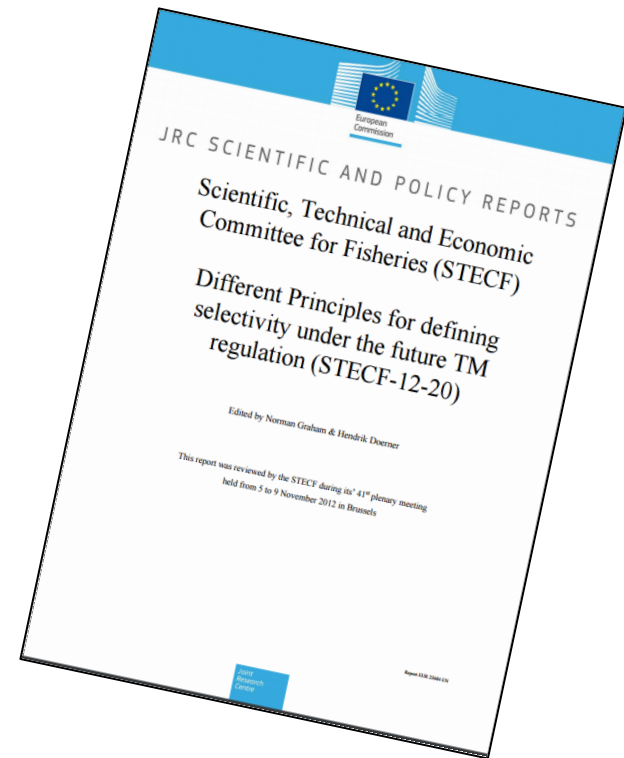 European
Commission
JRC SCIENTIFIC AND POLICY REPORTS
Scientific, Technical and Economic
Committee for Fisheries (STECF)
Different Principles for defining
selectivity under the future TM
regulation (STECF-12-20)
Edited by Norman Graham & Hendrik Doerner
This report was reviewed by the STECF during its' 41st plenary meeting
held from 5 to 9 November 2012 in Brussels
Joint
Research
Centre
Report EUR EN